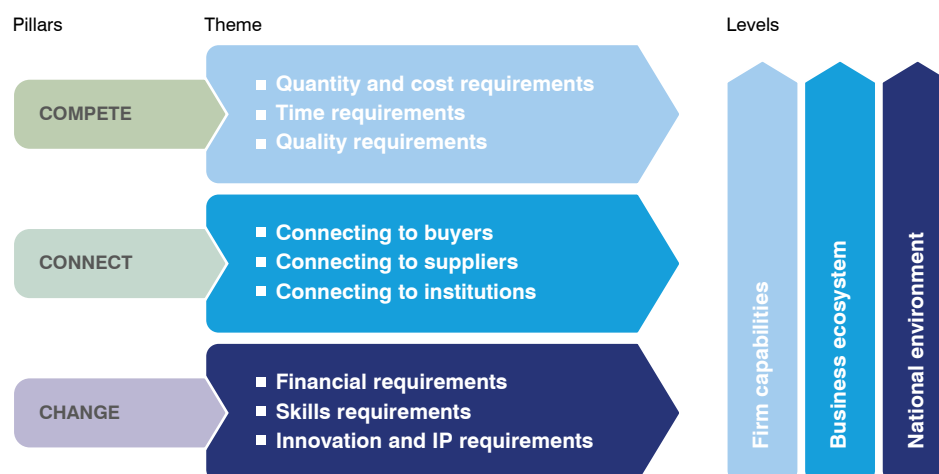 Pillars
Theme
Levels
COMPETE
Quantity and cost requirements
Time requirements
Quality requirements
CONNECT
Connecting to buyers
Connecting to suppliers
Connecting to institutions
CHANGE
Financial requirements
Skills requirements
Innovation and IP requirements
Firm capabilities
Business ecosystem
National environment